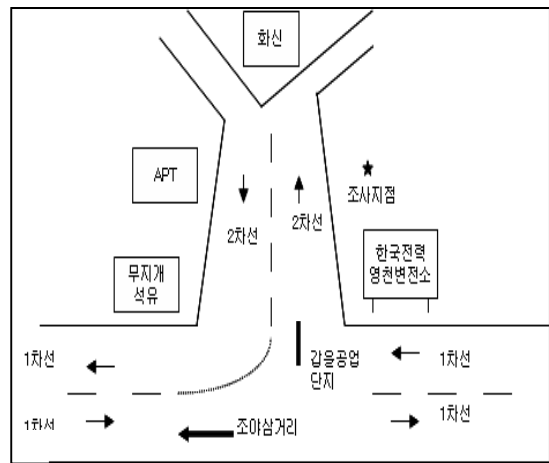 화신
APT
조사지점
2차선
2차선
무지개
석유
한국전력
영천변전소
1차선
갑을공업
단지
1차선
1차선
1차선
조야삼거리